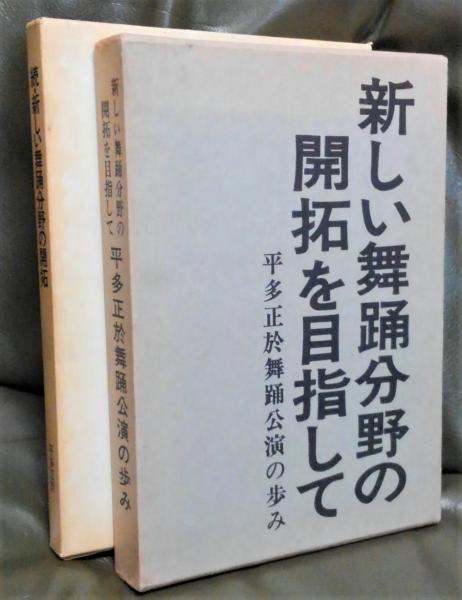 新しい舞踊分野の
開拓を目指して
平多正於舞踊公演の歩み
新しい舞踊分野の
開拓を目指して
平多正於舞踊公演の歩み
続・新しい舞踊分野の開拓